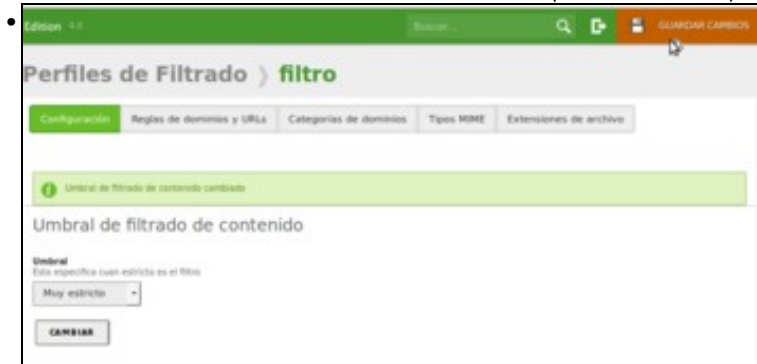 Edition 4.0
Buscar...
GUARDAR CAMBIOS
Perfiles de Filtrado ⟩ filtro
Configuración
Reglas de dominios y URLs
Categorías de dominios
Tipos MIME
Extensiones de archivo
Umbral de filtrado de contenido cambiado
Umbral de filtrado de contenido
Umbral
Esto especifica cuan estricto es el filtro
Muy estricto
CAMBIAR